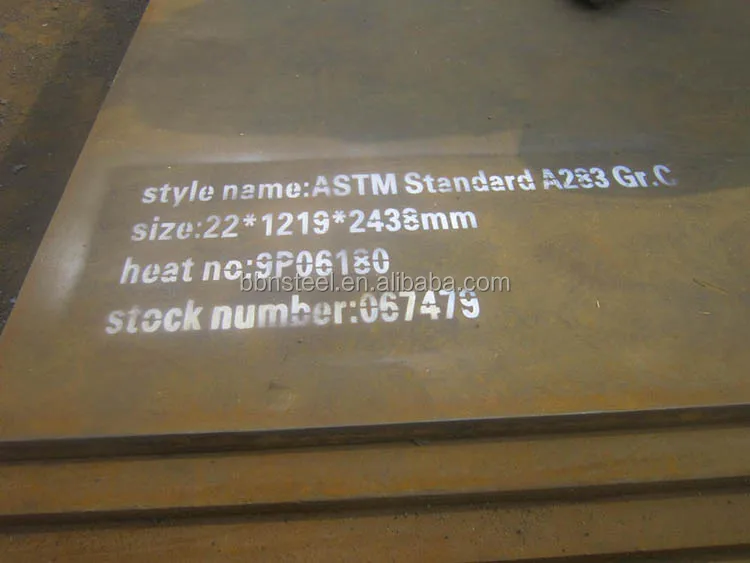 style name:ASTM Standard A283 Gr.C
size:22*1219*2438mm
heat no:9P06180
bbnsteel.en.alibaba.com
stock number:067479